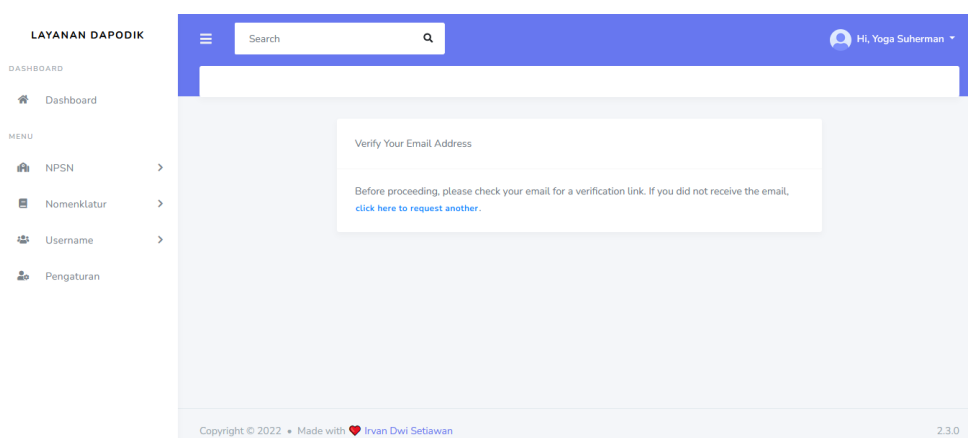 LAYANAN DAPODIK
DASHBOARD
Dashboard
MENU
NPSN
Nomenklatur
Username
Pengaturan
Search
Hi, Yoga Suherman
Verify Your Email Address
Before proceeding, please check your email for a verification link. If you did not receive the email,
click here to request another.
Copyright © 2022 • Made with ❤ Irvan Dwi Setiawan
2.3.0